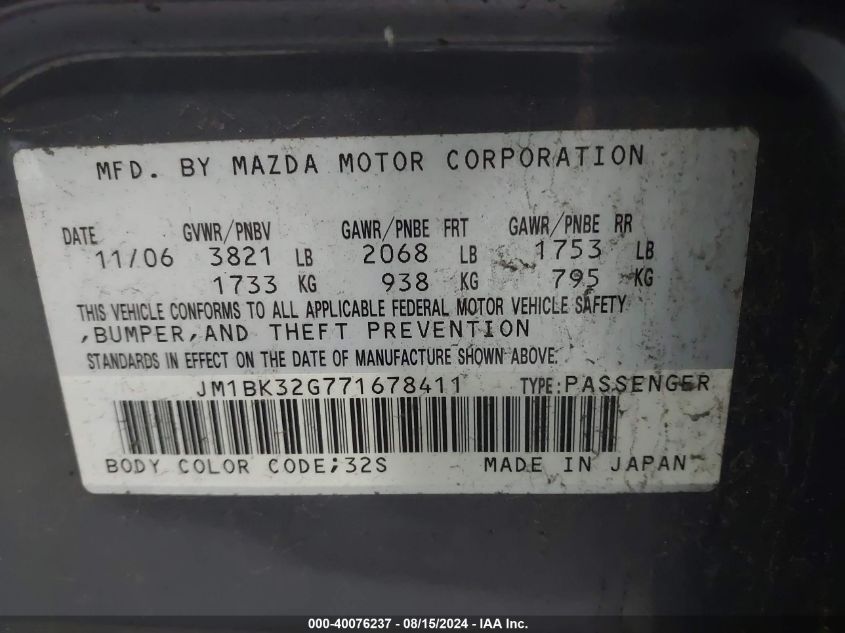 MFD. BY MAZDA MOTOR CORPORATION
DATE GVWR/PNBV GAWR/PNBE FRT GAWR/PNBE RR
11/06 3821 LB 2068 LB 1753 LB
1733 KG 938 KG 795 KG
THIS VEHICLE CONFORMS TO ALL APPLICABLE FEDERAL MOTOR VEHICLE SAFETY
,BUMPER,AND THEFT PREVENTION
STANDARDS IN EFFECT ON THE DATE OF MANUFACTURE SHOWN ABOVE.
JM1BK32G771678411 TYPE:PASSENGER
BODY COLOR CODE;32S MADE IN JAPAN
000-40076237 - 08/15/2024 - IAA Inc.